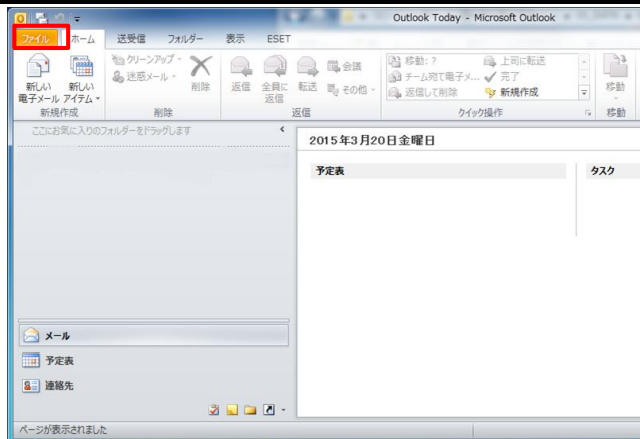 Outlook Today - Microsoft Outlook
ファイル ホーム 送受信 フォルダー 表示 ESET
新しい
電子メール
新しい
アイテム
新規作成
クリーンアップ
迷惑メール
削除
削除
返信
全員に
返信
転送
会議
その他
返信
移動: ?
チーム宛て電子メ...
返信して削除
上司に転送
完了
新規作成
クイック操作
移動
移動
ここにお気に入りのフォルダーをドラッグします
2015年3月20日金曜日
予定表
タスク
メール
予定表
連絡先
ページが表示されました